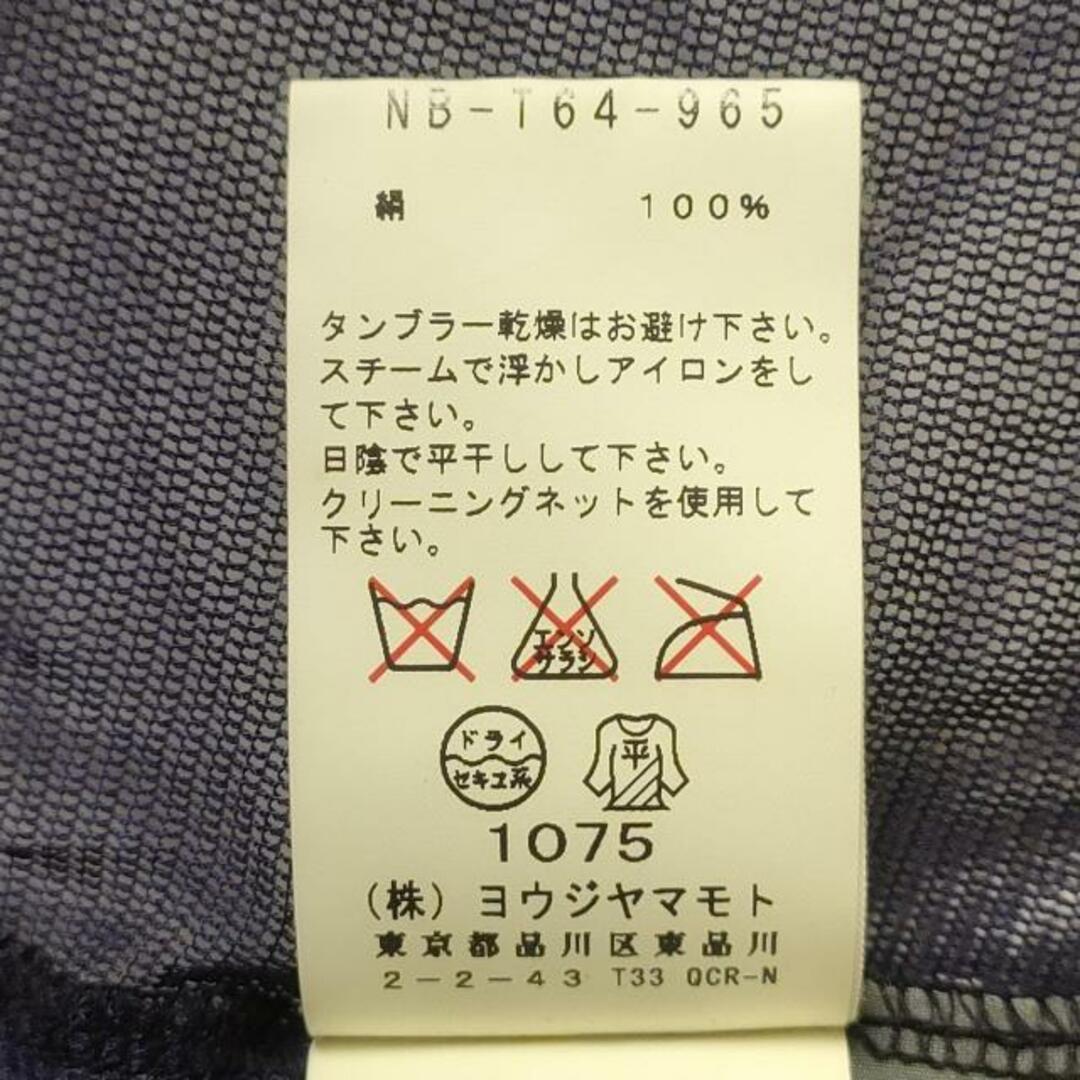 NB-T64-965
絹 100%
タンブラー乾燥はお避け下さい。
スチームで浮かしアイロンをし
て下さい。
日陰で平干しして下さい。
クリーニングネットを使用して
下さい。
エンソ
サラシ
ドライ
セキユ系
平
1075
(株) ヨウジヤマモト
東京都品川区東品川
2-2-43 T33 QCR-N